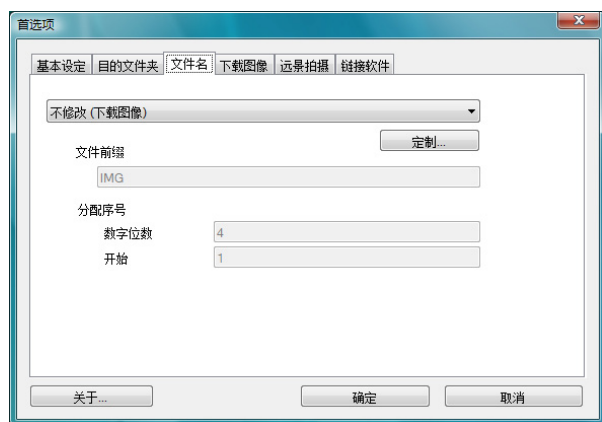 首选项
基本设定 目的文件夹 文件名 下载图像 远景拍摄 链接软件
不修改 (下载图像)
定制...
文件前缀
IMG
分配序号
数字位数 4
开始 1
关于... 确定 取消